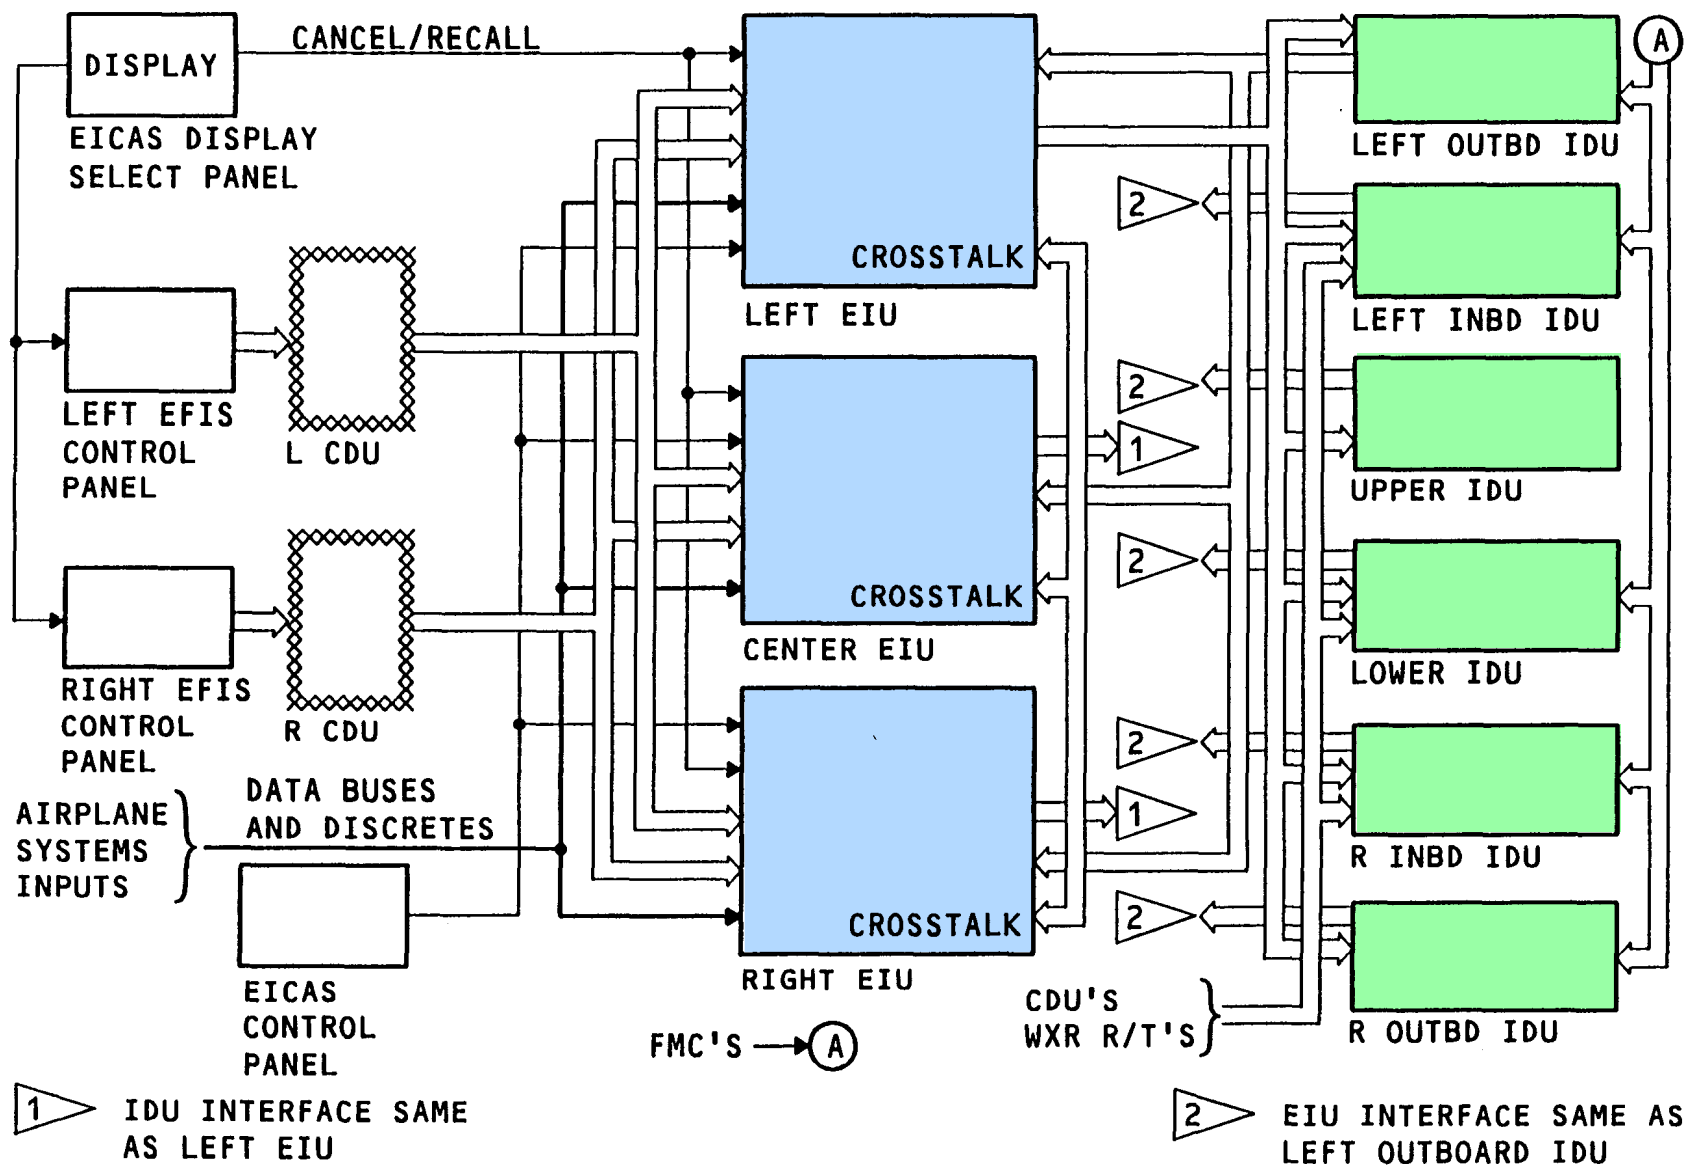 DISPLAY
CANCEL/RECALL
EICAS DISPLAY
SELECT PANEL
LEFT EFIS
CONTROL
PANEL
L CDU
RIGHT EFIS
CONTROL
PANEL
R CDU
AIRPLANE
SYSTEMS
INPUTS
DATA BUSES
AND DISCRETES
EICAS
CONTROL
PANEL
CROSSTALK
LEFT EIU
CROSSTALK
CENTER EIU
CROSSTALK
RIGHT EIU
FMC'S
A
2
2
1
2
2
1
2
CDU'S
WXR R/T'S
A
LEFT OUTBD IDU
LEFT INBD IDU
UPPER IDU
LOWER IDU
R INBD IDU
R OUTBD IDU
1 IDU INTERFACE SAME
AS LEFT EIU
2 EIU INTERFACE SAME AS
LEFT OUTBOARD IDU